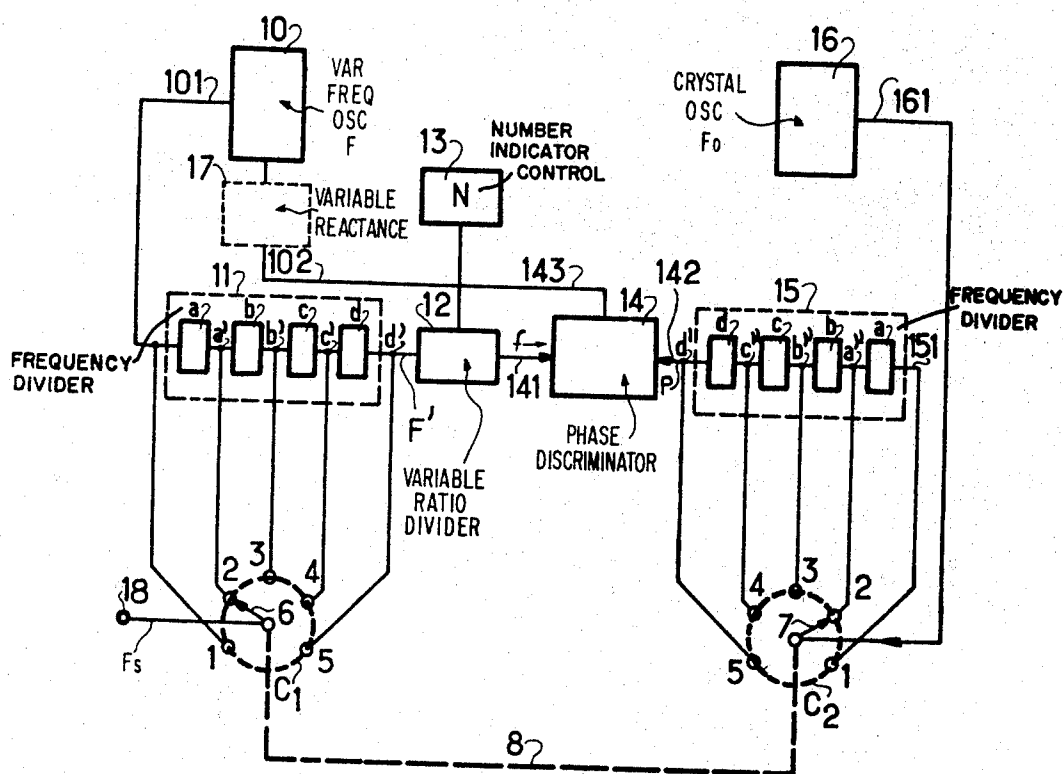 10
101
VAR
FREQ
OSC
F
16
CRYSTAL
OSC
F0
161
17
VARIABLE
REACTANCE
13
N
NUMBER
INDICATOR
CONTROL
102
143
142
11
a
b
c
d
a'
b'
c'
d'
FREQUENCY
DIVIDER
12
f
141
F'
14
15
d
c
b
a
d"
c"
b"
a"
P
151
FREQUENCY
DIVIDER
VARIABLE
RATIO
DIVIDER
PHASE
DISCRIMINATOR
18
Fs
1
2
3
4
5
6
C1
4
3
2
7
5
1
C2
8